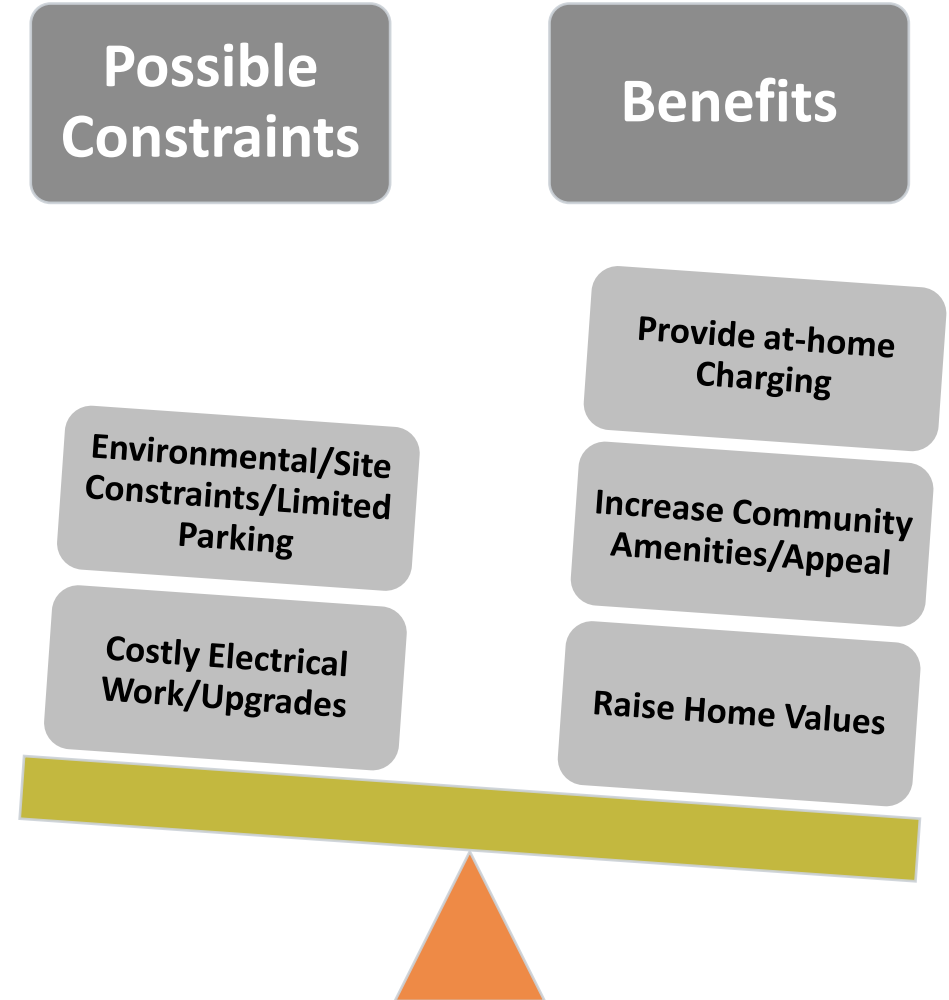 Possible
Constraints
Benefits
Environmental/Site
Constraints/Limited
Parking
Costly Electrical
Work/Upgrades
Provide at-home
Charging
Increase Community
Amenities/Appeal
Raise Home Values